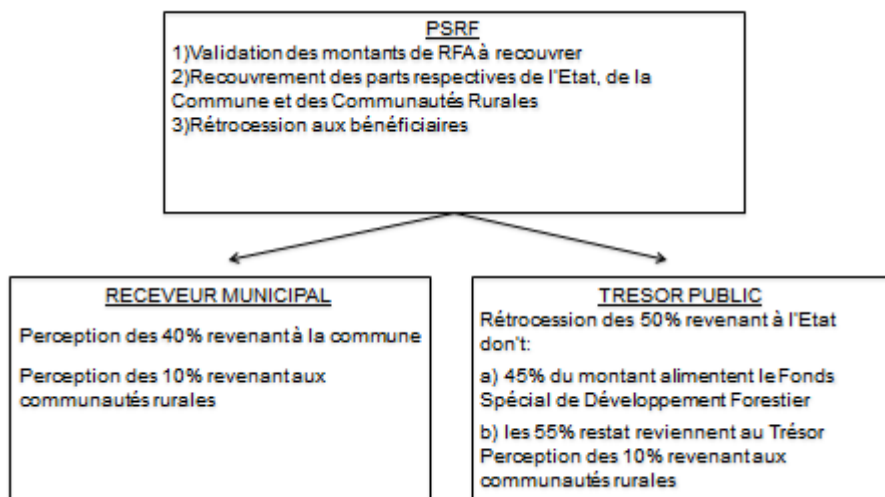 PSRF
1)Validation des montants de RFA à recouvrer
2)Recouvrement des parts respectives de l'Etat, de la
Commune et des Communautés Rurales
3)Rétrocession aux bénéficiaires
RECEVEUR MUNICIPAL
Perception des 40% revenant à la commune
Perception des 10% revenant aux
communautés rurales
TRESOR PUBLIC
Rétrocession des 50% revenant à l'Etat
don't:
a) 45% du montant alimentent le Fonds
Spécial de Développement Forestier
b) les 55% restat reviennent au Trésor
Perception des 10% revenant aux
communautés rurales